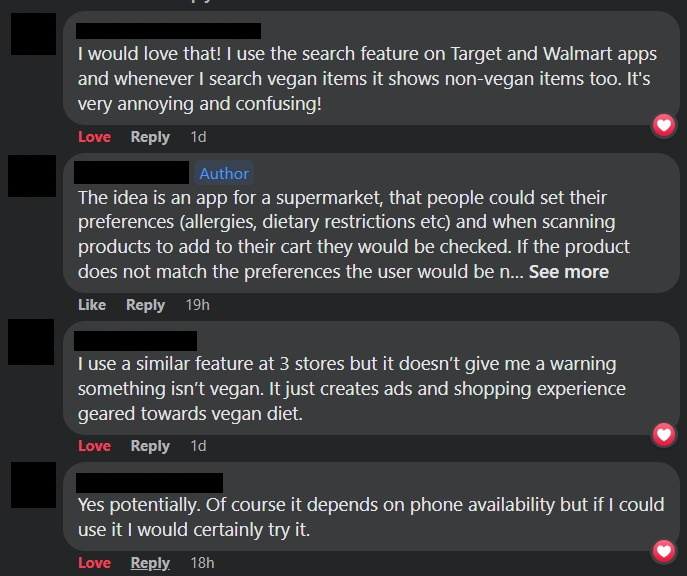 I would love that! I use the search feature on Target and Walmart apps
and whenever I search vegan items it shows non-vegan items too. It's
very annoying and confusing!
Love Reply 1d
Author
The idea is an app for a supermarket, that people could set their
preferences (allergies, dietary restrictions etc) and when scanning
products to add to their cart they would be checked. If the product
does not match the preferences the user would be n... See more
Like Reply 19h
I use a similar feature at 3 stores but it doesn’t give me a warning
something isn’t vegan. It just creates ads and shopping experience
geared towards vegan diet.
Love Reply 1d
Yes potentially. Of course it depends on phone availability but if I could
use it I would certainly try it.
Love Reply 18h